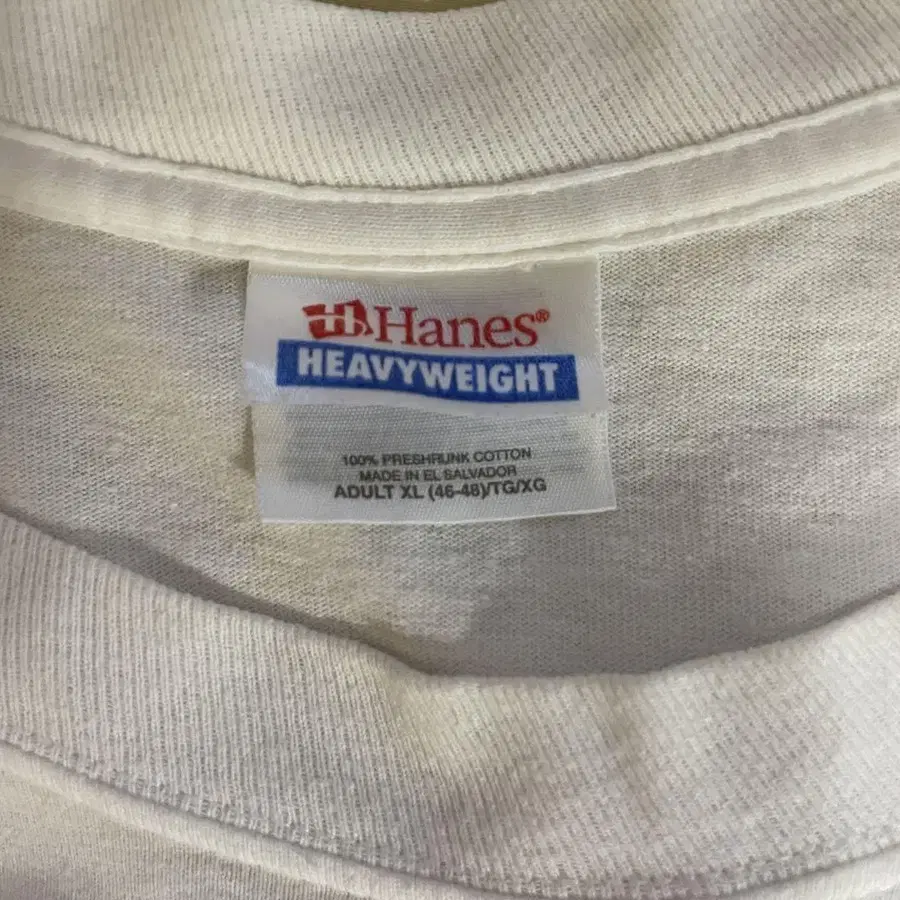 Hanes®
HEAVYWEIGHT
100% PRESHRUNK COTTON
MADE IN EL SALVADOR
ADULT XL (46-48)/TG/XG